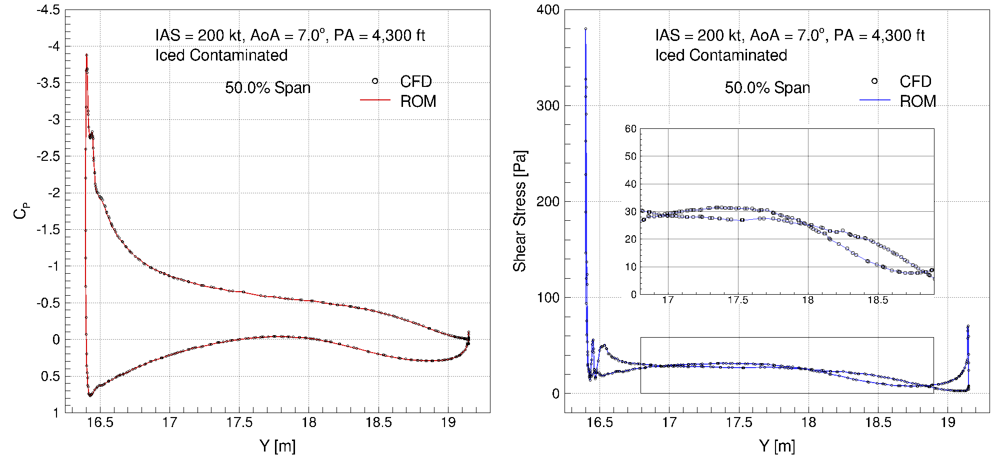 -4.5
-4
-3.5
-3
-2.5
-2
-1.5
-1
-0.5
0
0.5
1
C_P
IAS = 200 kt, AoA = 7.0°, PA = 4,300 ft
Iced Contaminated
50.0% Span
CFD
ROM
16.5 17 17.5 18 18.5 19
Y [m]
400
300
200
100
0
Shear Stress [Pa]
IAS = 200 kt, AoA = 7.0°, PA = 4,300 ft
Iced Contaminated
50.0% Span
CFD
ROM
60
50
40
30
20
10
0
17 17.5 18 18.5
16.5 17 17.5 18 18.5 19
Y [m]